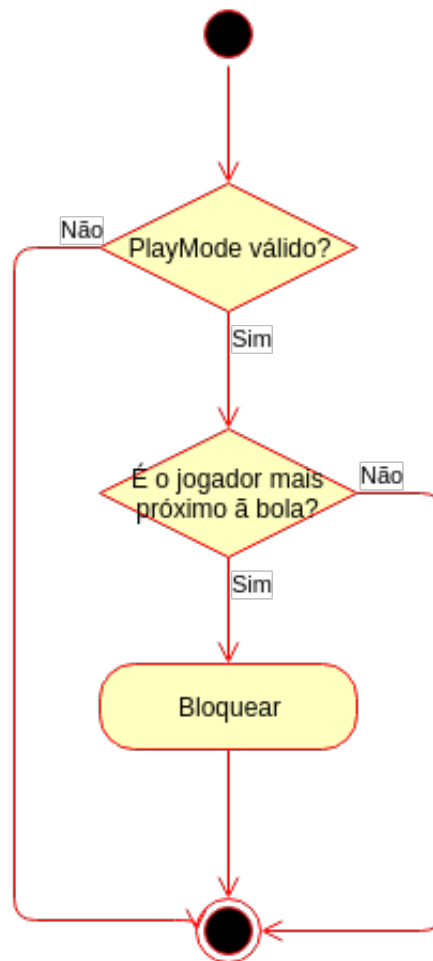 Não
PlayMode válido?
Sim
É o jogador mais
próximo ã bola?
Não
Sim
Bloquear